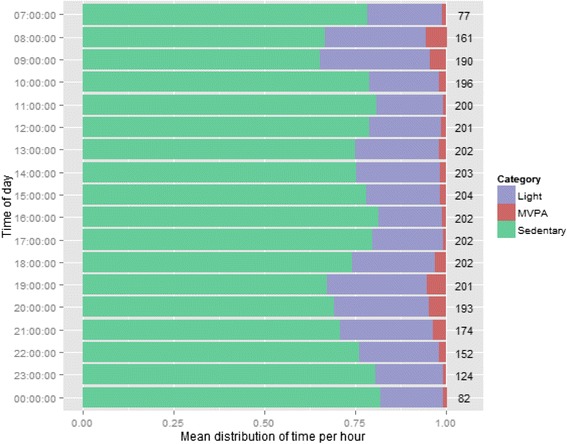 07:00:00 77
08:00:00 161
09:00:00 190
10:00:00 196
11:00:00 200
12:00:00 201
13:00:00 202
14:00:00 203
15:00:00 204
16:00:00 202
17:00:00 202
18:00:00 202
19:00:00 201
20:00:00 193
21:00:00 174
22:00:00 152
23:00:00 124
00:00:00 82
Time of day
0.00 0.25 0.50 0.75 1.00
Mean distribution of time per hour
Category
Light
MVPA
Sedentary